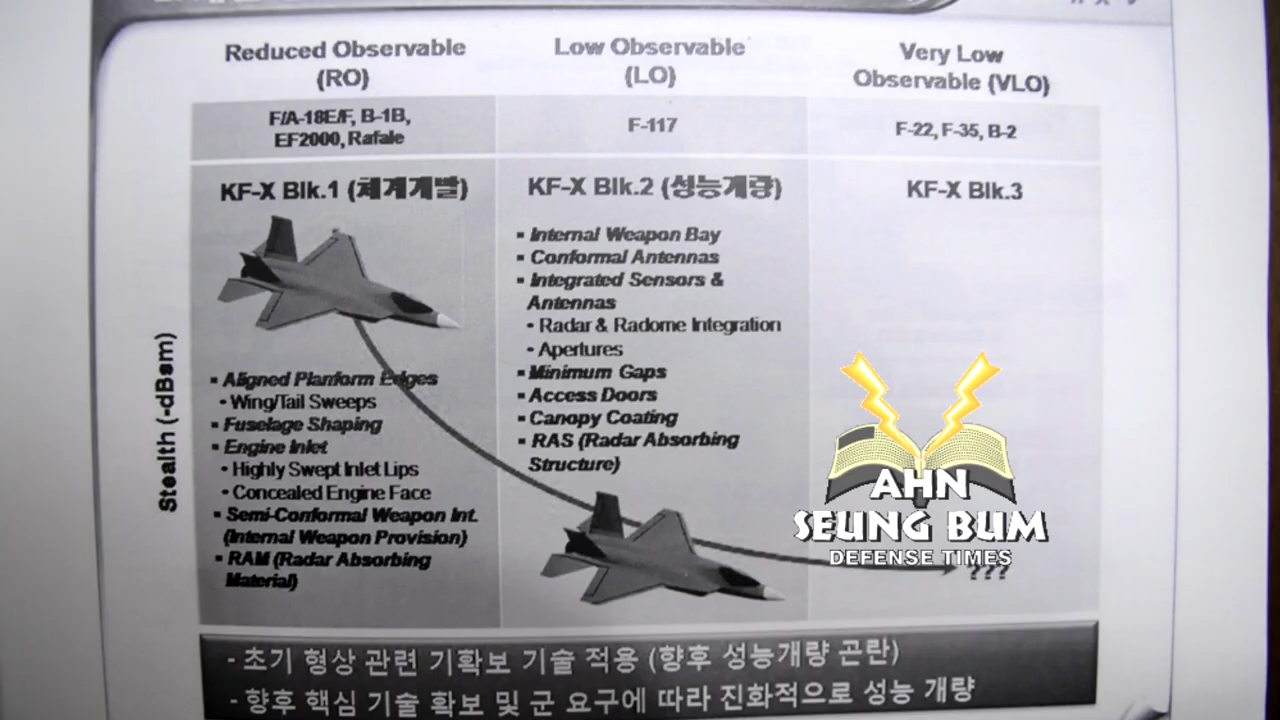 Reduced Observable
(RO)
Low Observable
(LO)
Very Low
Observable (VLO)
F/A-18E/F, B-1B,
EF2000, Rafale
F-117
F-22, F-35, B-2
KF-X Blk.1 (체계개발)
KF-X Blk.2 (성능개량)
KF-X Blk.3
Stealth (-dBsm)
▪ Aligned Planform Edges
• Wing/Tail Sweeps
▪ Fuselage Shaping
▪ Engine Inlet
• Highly Swept Inlet Lips
• Concealed Engine Face
▪ Semi-Conformal Weapon Int.
(Internal Weapon Provision)
▪ RAM (Radar Absorbing
Material)
▪ Internal Weapon Bay
▪ Conformal Antennas
▪ Integrated Sensors &
Antennas
• Radar & Radome Integration
• Apertures
▪ Minimum Gaps
▪ Access Doors
▪ Canopy Coating
▪ RAS (Radar Absorbing
Structure)
AHN
SEUNG BUM
DEFENSE TIMES
???
- 초기 형상 관련 기확보 기술 적용 (향후 성능개량 곤란)
- 향후 핵심 기술 확보 및 군 요구에 따라 진화적으로 성능 개량